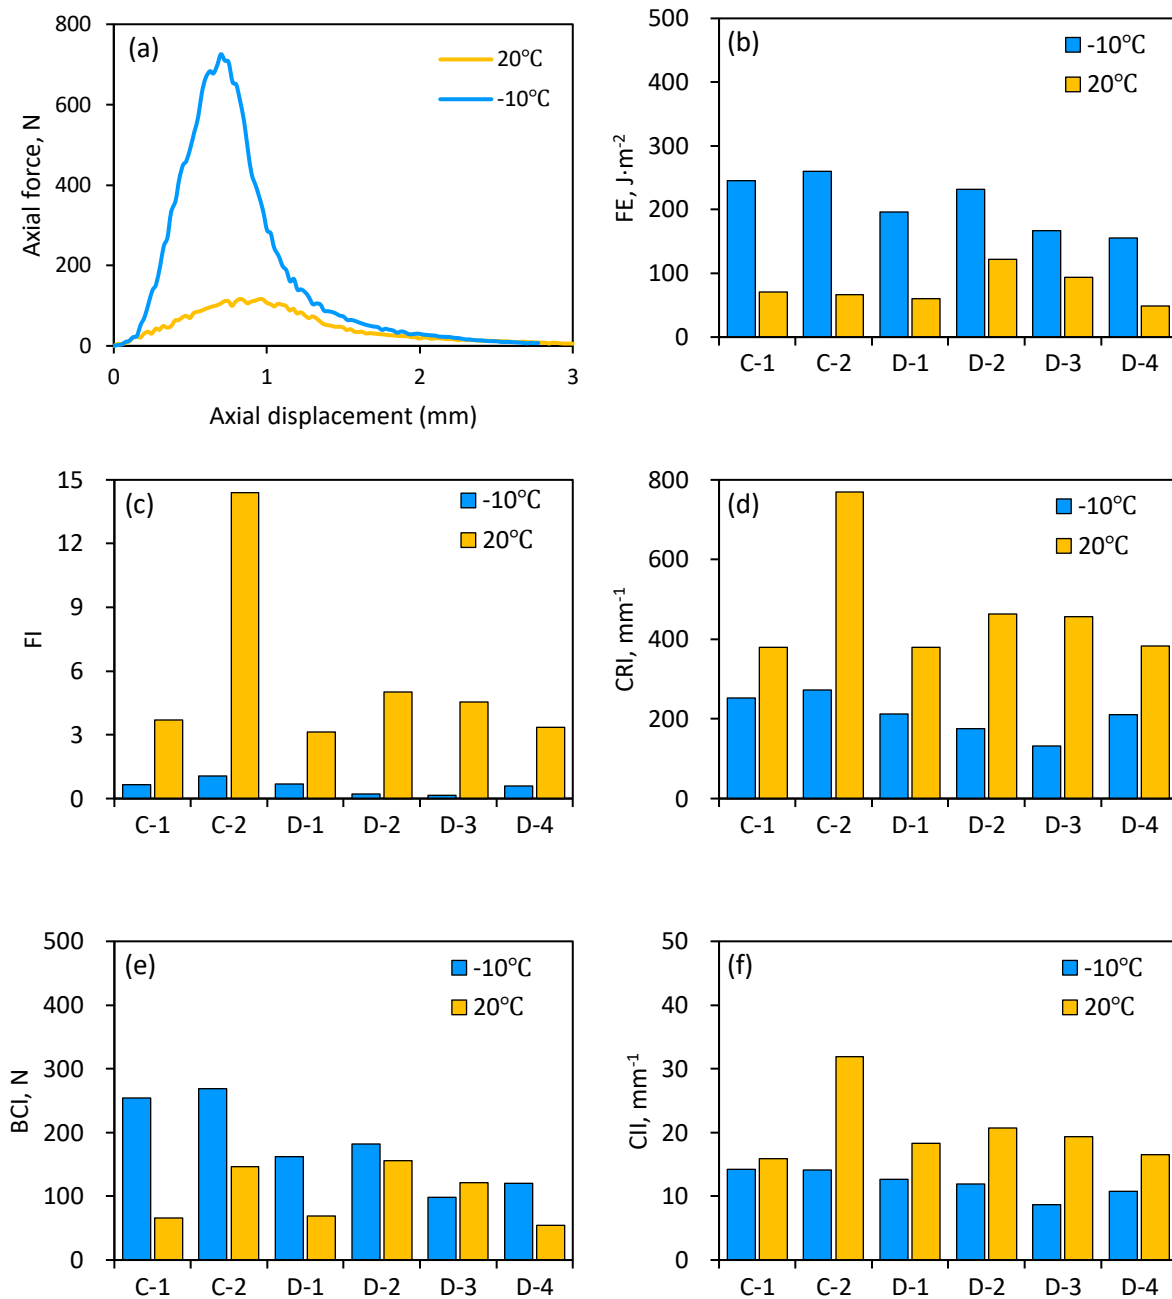 (a)
800
600
400
200
0
Axial force, N
20℃
-10℃
0 1 2 3
Axial displacement (mm)
(b)
500
400
300
200
100
0
FE, J·m⁻²
-10℃
20℃
C-1 C-2 D-1 D-2 D-3 D-4
(c)
15
12
9
6
3
0
FI
-10℃
20℃
C-1 C-2 D-1 D-2 D-3 D-4
(d)
800
600
400
200
0
CRI, mm⁻¹
-10℃
20℃
C-1 C-2 D-1 D-2 D-3 D-4
(e)
500
400
300
200
100
0
BCI, N
-10℃
20℃
C-1 C-2 D-1 D-2 D-3 D-4
(f)
50
40
30
20
10
0
CII, mm⁻¹
-10℃
20℃
C-1 C-2 D-1 D-2 D-3 D-4